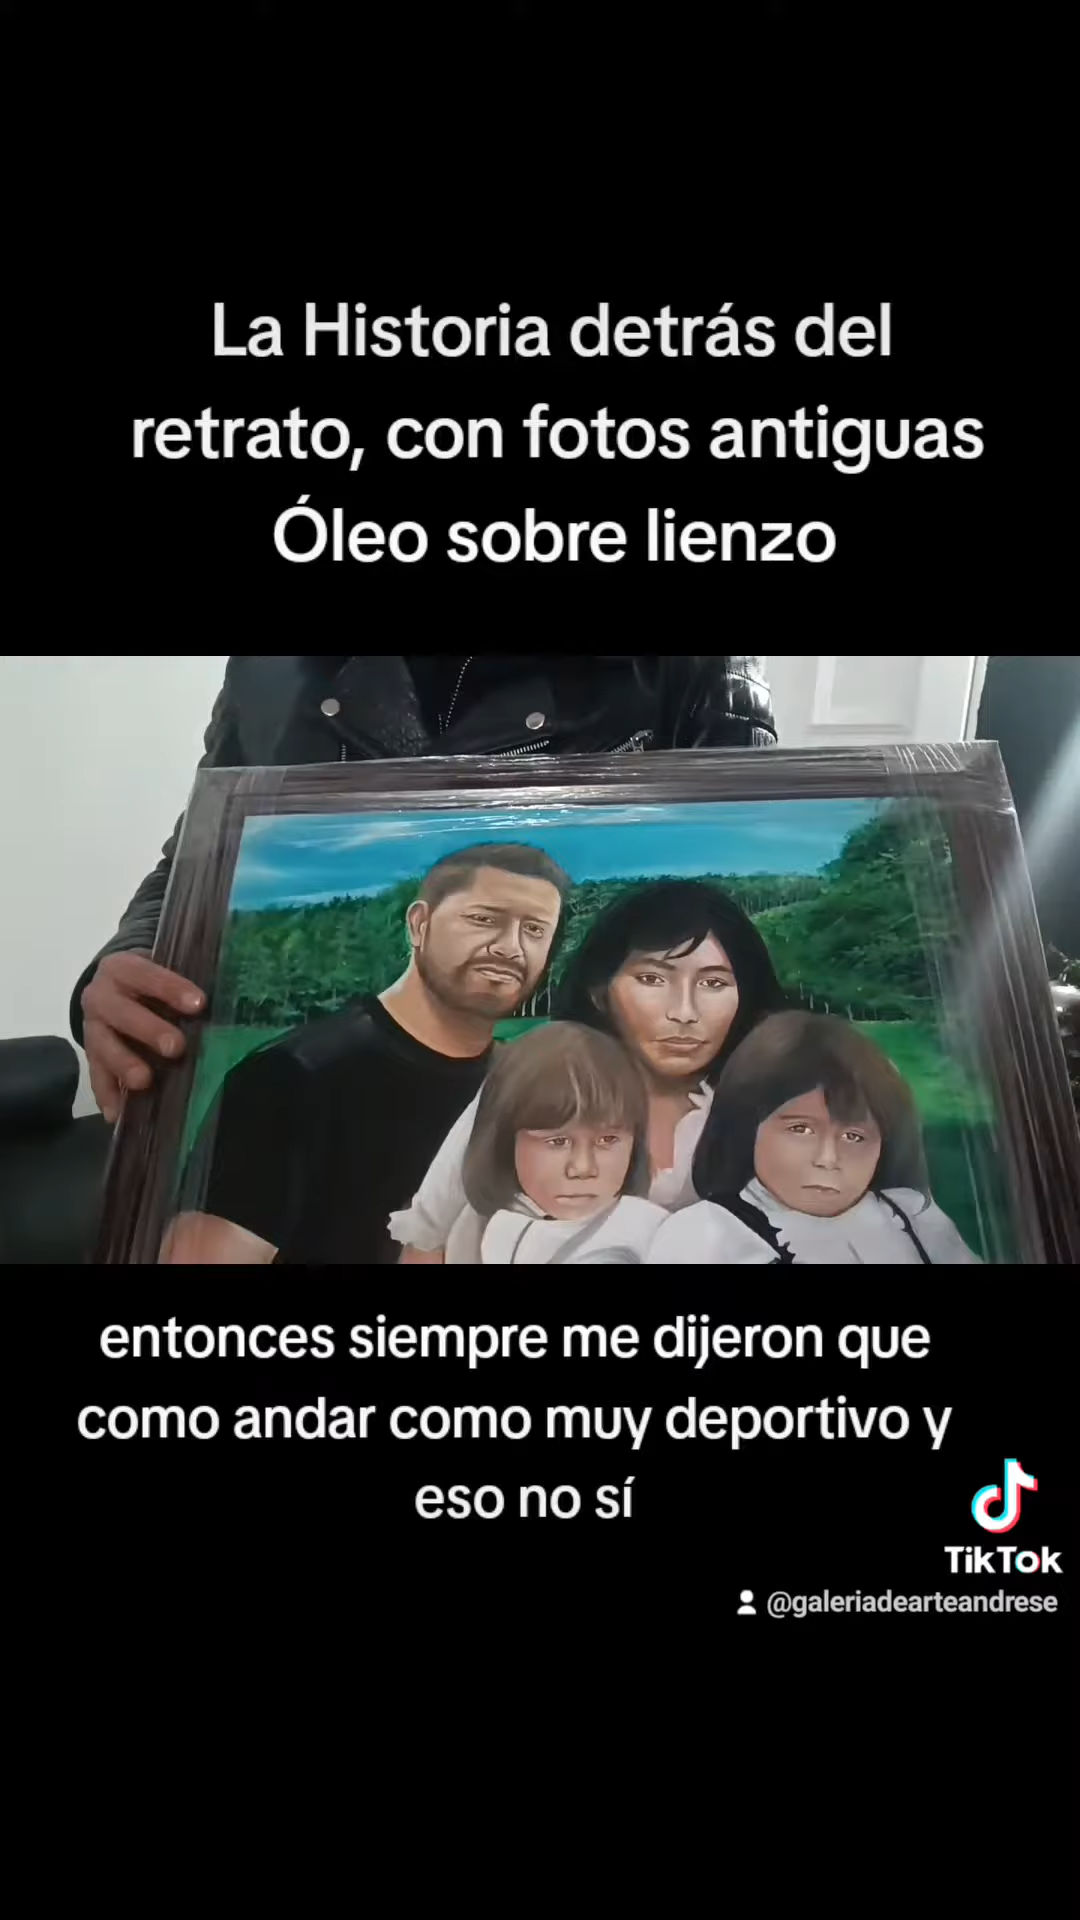 La Historia detrás del
retrato, con fotos antiguas
Óleo sobre lienzo
entonces siempre me dijeron que
como andar como muy deportivo y
eso no sí
TikTok
@galeriadearteandrese